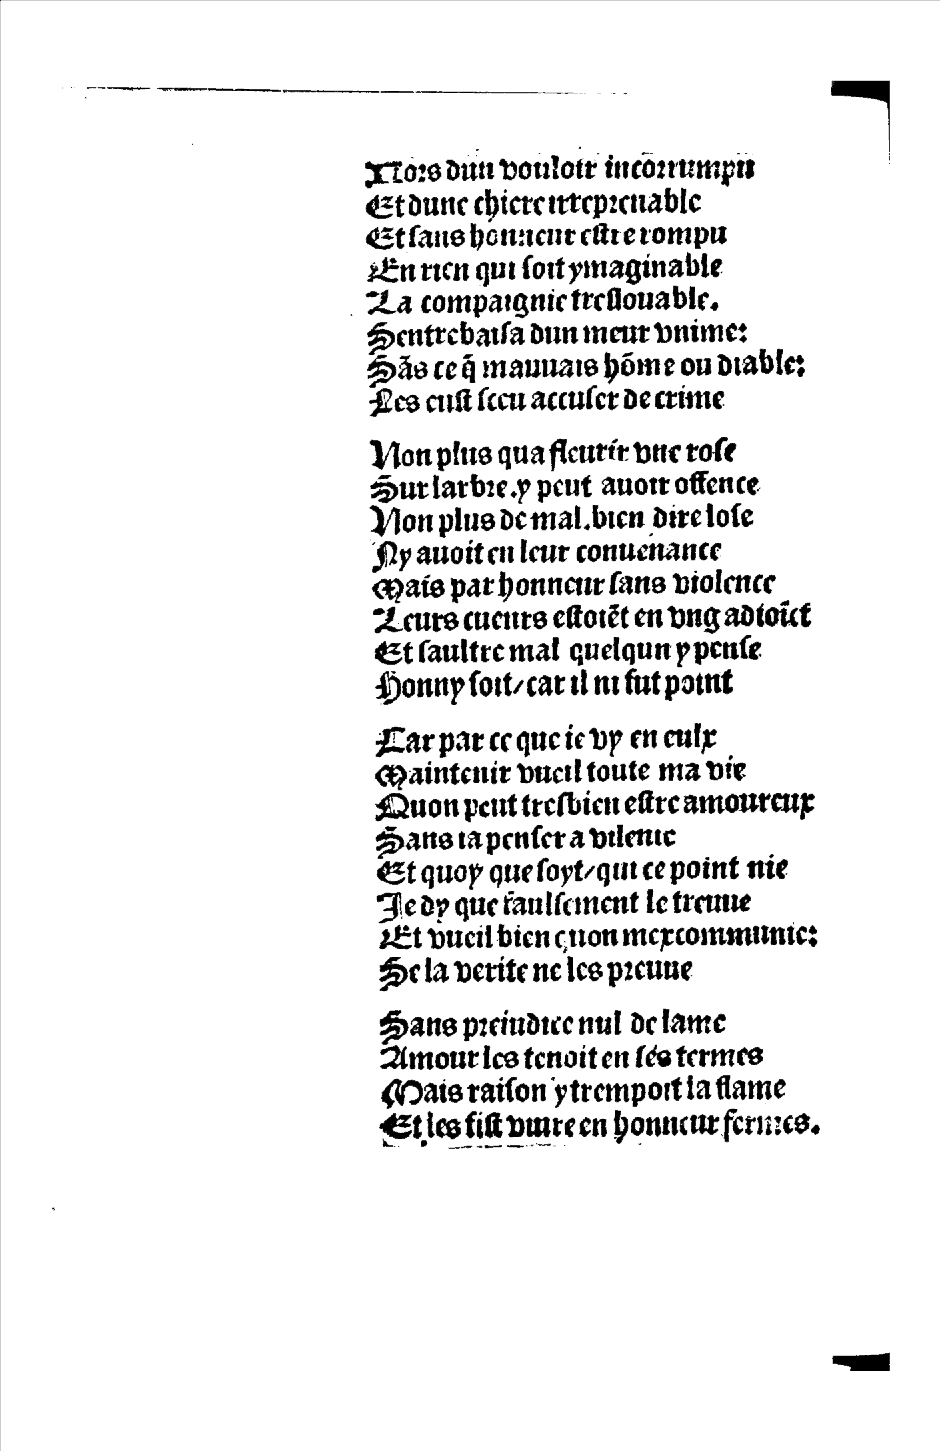 Lors dun vouloir incorrumpu
Et dune chiere irreprenable
Et sans honneur estre rompu
En rien qui soit ymaginable
La compaignie treslouable.
Sentrebaisa dun meur vnime:
Sãs ce q̃ mauuais hõme ou diable:
Les eust sceu accuser de crime
Non plus qua fleurir vne rose
Sur larbre.y peut auoir offence
Non plus de mal.bien dire lose
Ny auoit en leur conuenance
Mais par honneur sans violence
Leurs cueurs estoiẽt en vng adioĩct
Et saultre mal quelqun y pense
Honny soit/car il ni fut point
Car par ce que ie vy en eulx
Maintenir vueil toute ma vie
Quon peut tresbien estre amoureux
Sans ia penser a vilenie
Et quoy que soyt/qui ce point nie
Je dy que faulsement le treuue
Et vueil bien quon mexcommunie:
Se la verite ne les preuue
Sans preiudice nul de lame
Amour les tenoit en ses termes
Mais raison y trempoit la flame
Et les fist viure en honneur fermes.